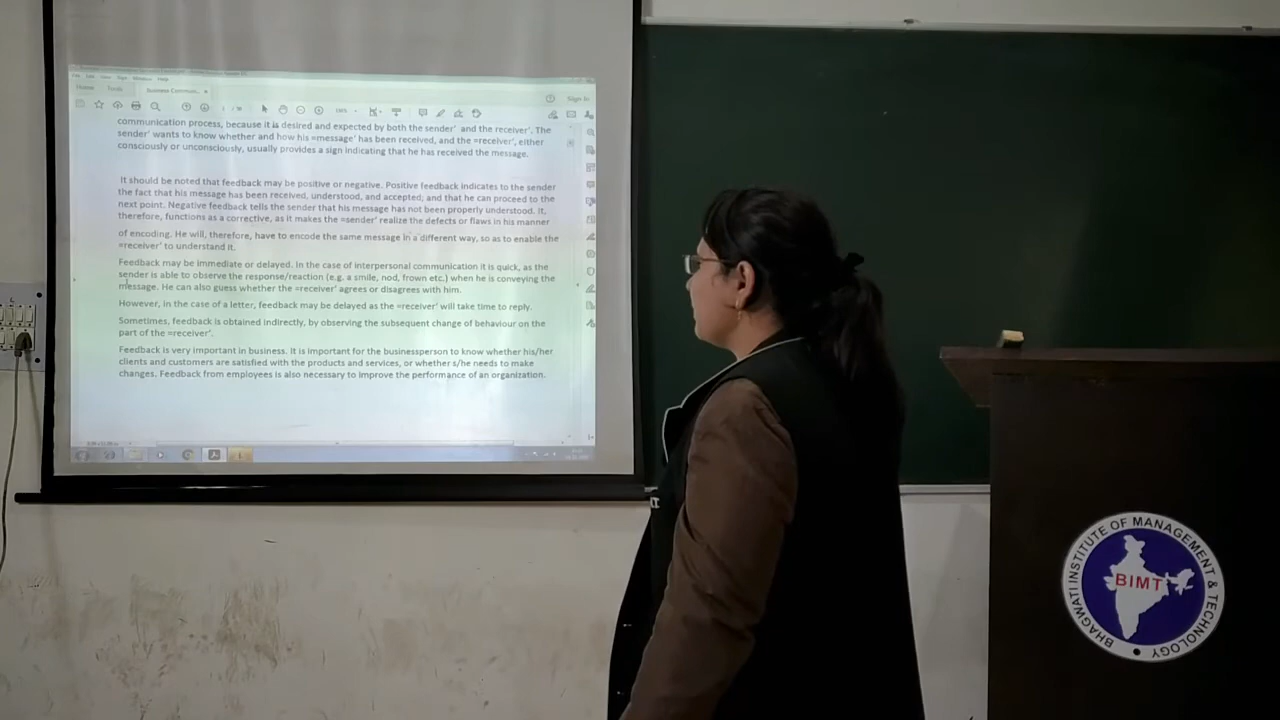 Home Tools Business Commun... ×
Sign In
communication process, because it is desired and expected by both the sender' and the receiver'. The
sender' wants to know whether and how his =message' has been received, and the =receiver', either
consciously or unconsciously, usually provides a sign indicating that he has received the message.
It should be noted that feedback may be positive or negative. Positive feedback indicates to the sender
the fact that his message has been received, understood, and accepted; and that he can proceed to the
next point. Negative feedback tells the sender that his message has not been properly understood. It,
therefore, functions as a corrective, as it makes the =sender' realize the defects or flaws in his manner
of encoding. He will, therefore, have to encode the same message in a different way, so as to enable the
=receiver' to understand it.
Feedback may be immediate or delayed. In the case of interpersonal communication it is quick, as the
sender is able to observe the response/reaction (e.g. a smile, nod, frown etc.) when he is conveying the
message. He can also guess whether the =receiver' agrees or disagrees with him.
However, in the case of a letter, feedback may be delayed as the =receiver' will take time to reply.
Sometimes, feedback is obtained indirectly, by observing the subsequent change of behaviour on the
part of the =receiver'.
Feedback is very important in business. It is important for the businessperson to know whether his/her
clients and customers are satisfied with the products and services, or whether s/he needs to make
changes. Feedback from employees is also necessary to improve the performance of an organization.
BHAGWATI INSTITUTE OF MANAGEMENT & TECHNOLOGY
BIMT